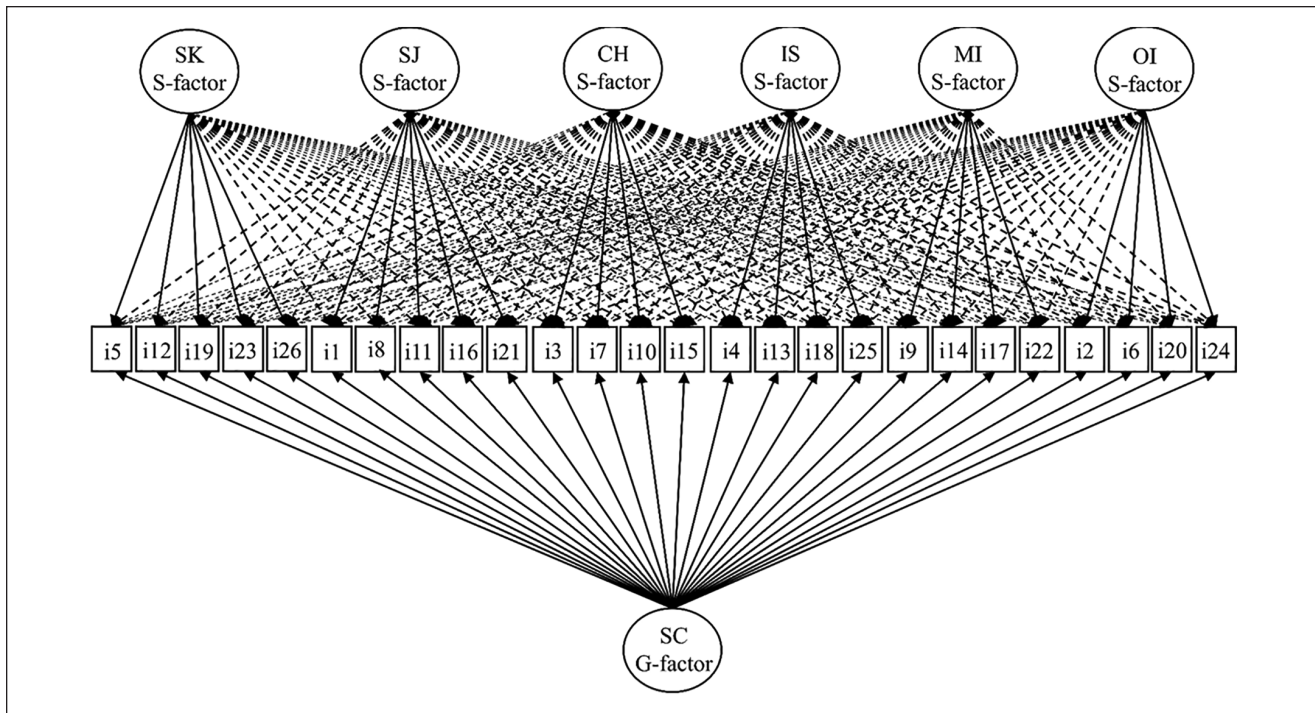 SK
S-factor
SJ
S-factor
CH
S-factor
IS
S-factor
MI
S-factor
OI
S-factor
i5 i12 i19 i23 i26 i1 i8 i11 i16 i21 i3 i7 i10 i15 i4 i13 i18 i25 i9 i14 i17 i22 i2 i6 i20 i24
SC
G-factor